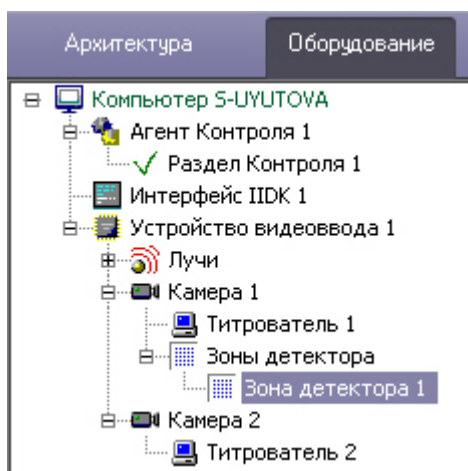 Архитектура Оборудование
Компьютер S-UYUTOVA
Агент Контроля 1
Раздел Контроля 1
Интерфейс IIDK 1
Устройство видеоввода 1
Лучи
Камера 1
Титрователь 1
Зоны детектора
Зона детектора 1
Камера 2
Титрователь 2